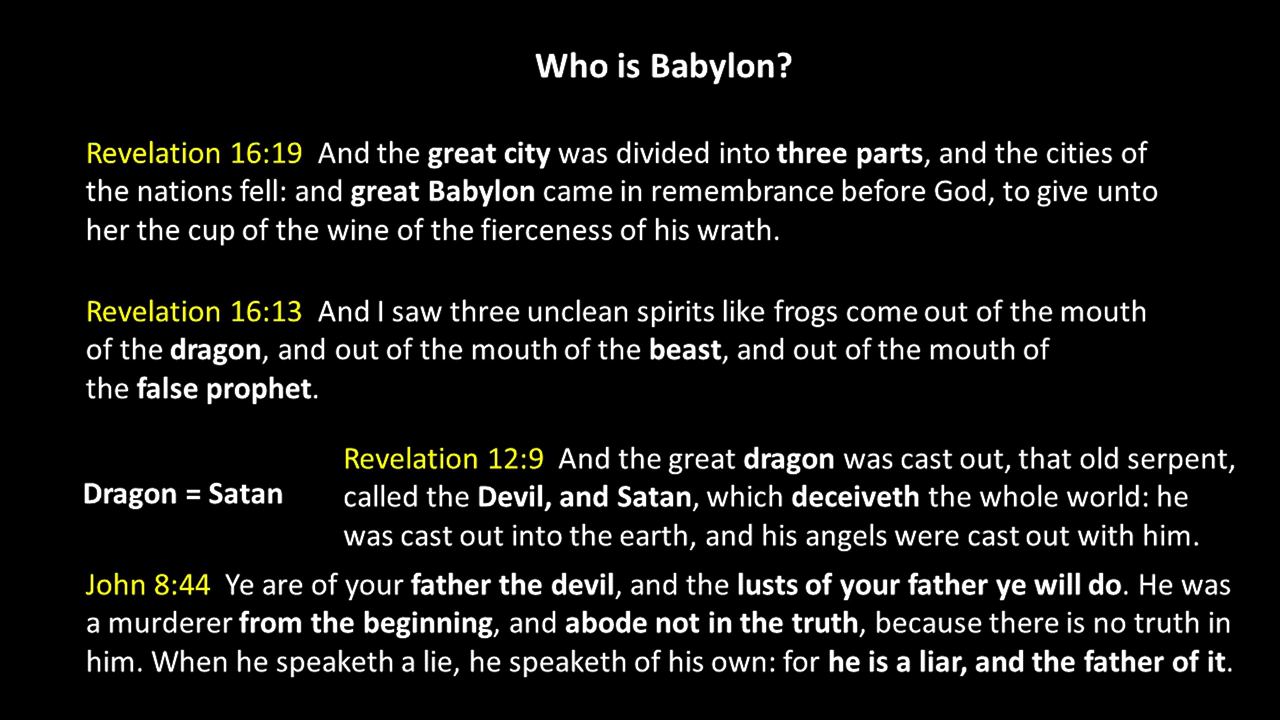 Who is Babylon?
Revelation 16:19 And the great city was divided into three parts, and the cities of
the nations fell: and great Babylon came in remembrance before God, to give unto
her the cup of the wine of the fierceness of his wrath.
Revelation 16:13 And I saw three unclean spirits like frogs come out of the mouth
of the dragon, and out of the mouth of the beast, and out of the mouth of
the false prophet.
Dragon = Satan
Revelation 12:9 And the great dragon was cast out, that old serpent,
called the Devil, and Satan, which deceiveth the whole world: he
was cast out into the earth, and his angels were cast out with him.
John 8:44 Ye are of your father the devil, and the lusts of your father ye will do. He was
a murderer from the beginning, and abode not in the truth, because there is no truth in
him. When he speaketh a lie, he speaketh of his own: for he is a liar, and the father of it.